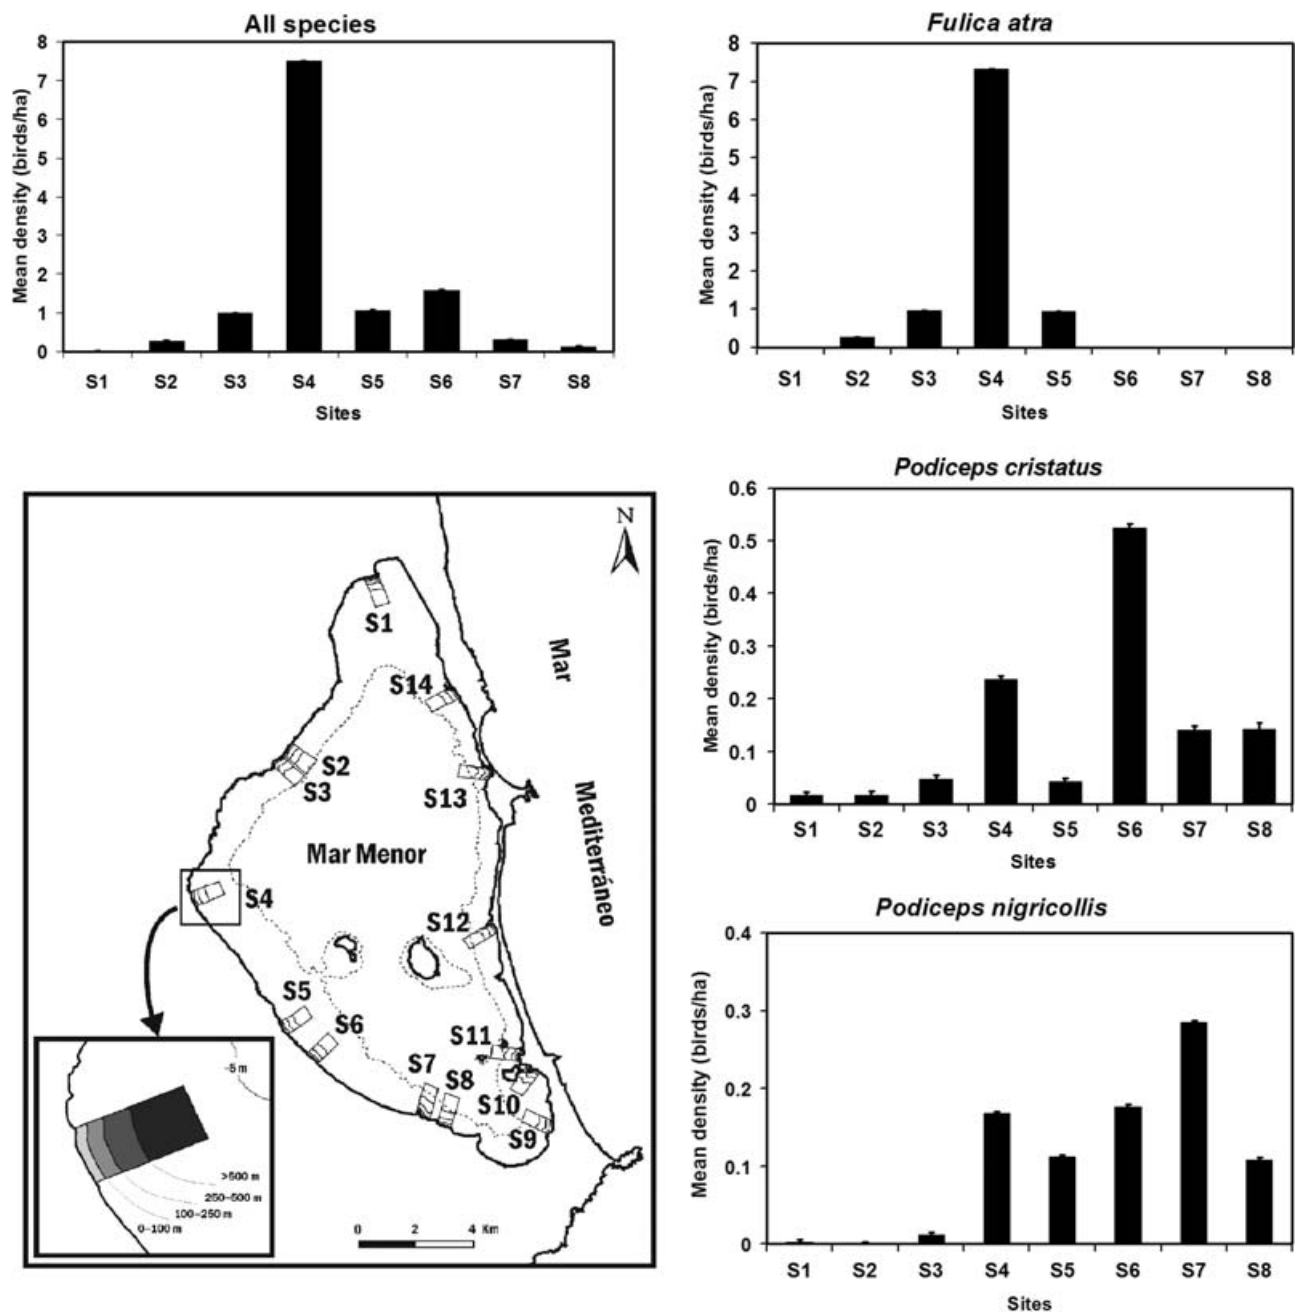 All species
Mean density (birds/ha)
8
7
6
5
4
3
2
1
0
S1 S2 S3 S4 S5 S6 S7 S8
Sites
Fulica atra
Mean density (birds/ha)
8
7
6
5
4
3
2
1
0
S1 S2 S3 S4 S5 S6 S7 S8
Sites
N
S1
Mar
S14
S2
S3
S13
Mediterráneo
Mar Menor
S4
S12
S5
S6
S11
S7
S8
S10
S9
-5 m
>500 m
250-500 m
100-250 m
0-100 m
0 2 4 Km
Podiceps cristatus
Mean density (birds/ha)
0.6
0.5
0.4
0.3
0.2
0.1
0
S1 S2 S3 S4 S5 S6 S7 S8
Sites
Podiceps nigricollis
Mean density (birds/ha)
0.4
0.3
0.2
0.1
0
S1 S2 S3 S4 S5 S6 S7 S8
Sites